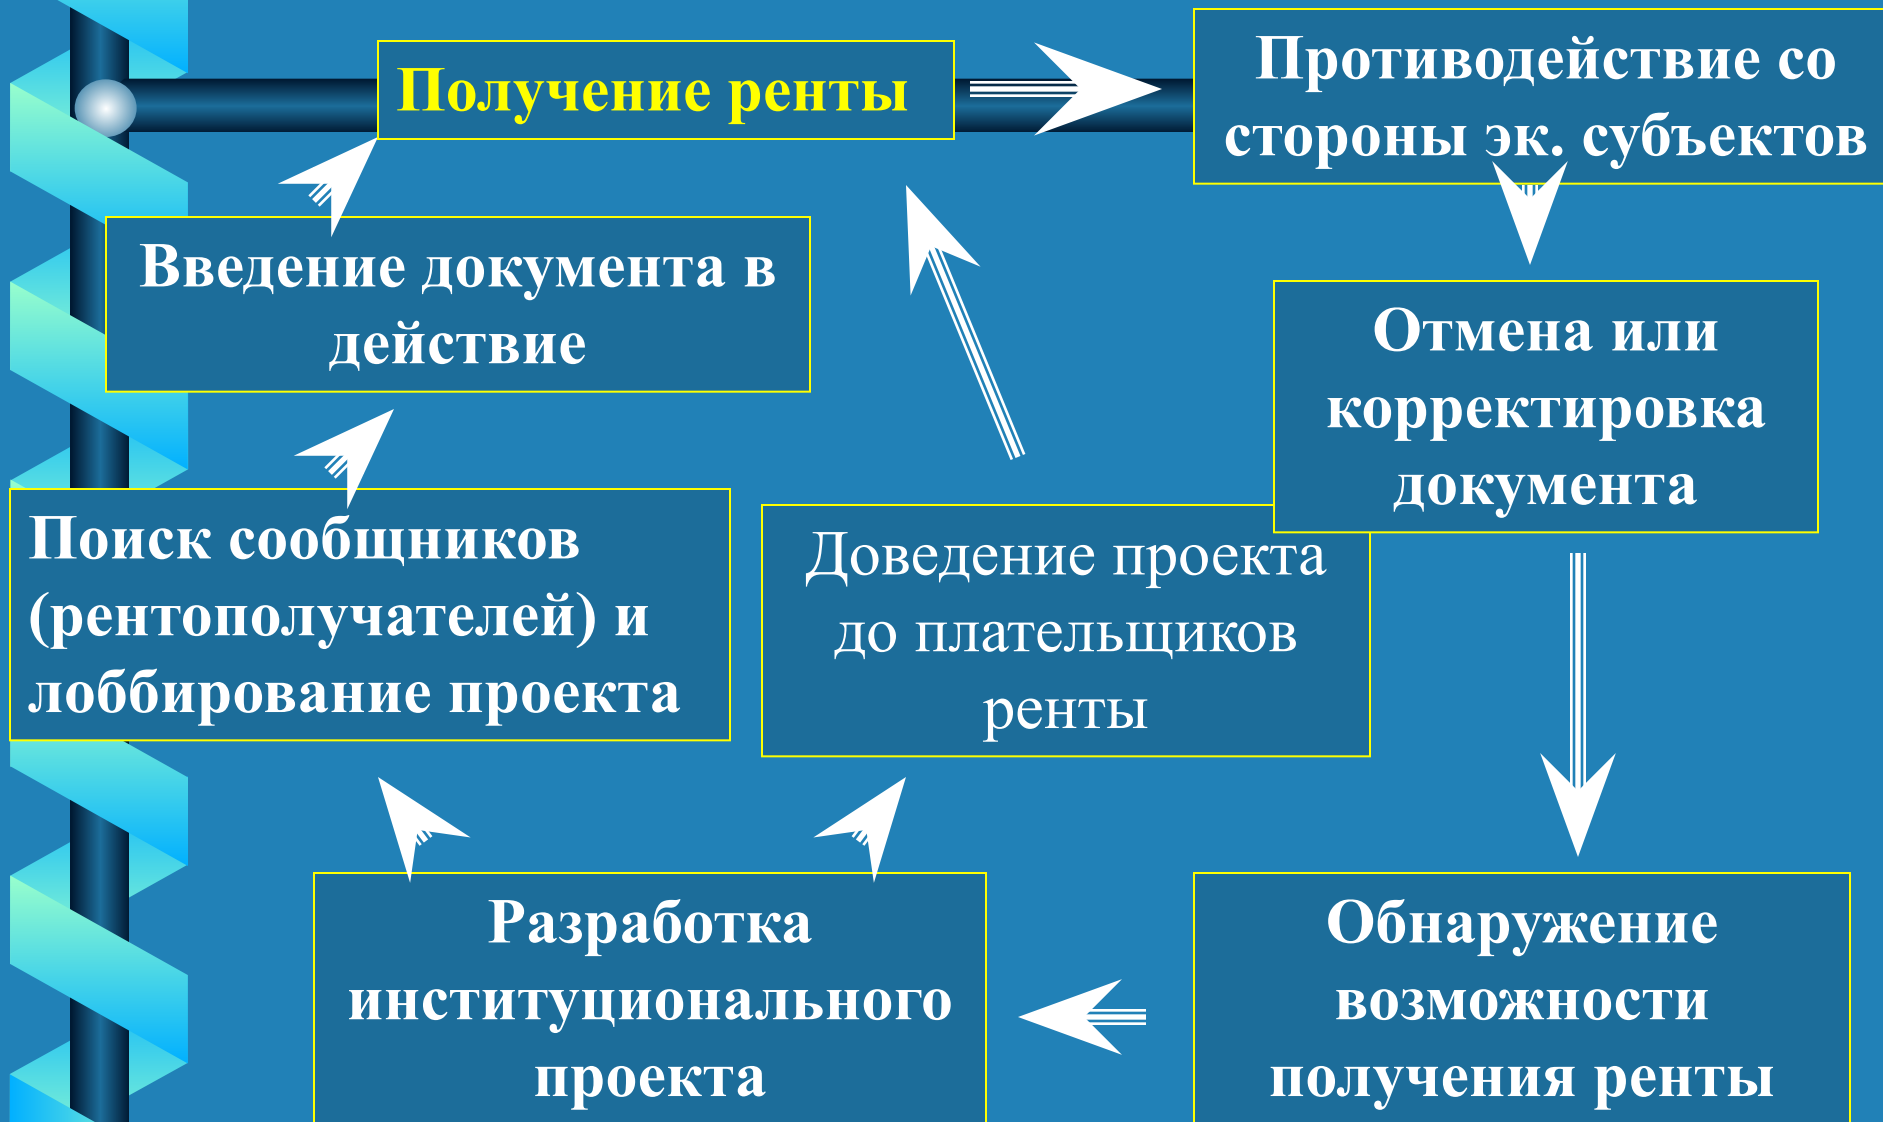 Получение ренты
Противодействие со
стороны эк. субъектов
Введение документа в
действие
Отмена или
корректировка
документа
Поиск сообщников
(рентополучателей) и
лоббирование проекта
Доведение проекта
до плательщиков
ренты
Разработка
институционального
проекта
Обнаружение
возможности
получения ренты